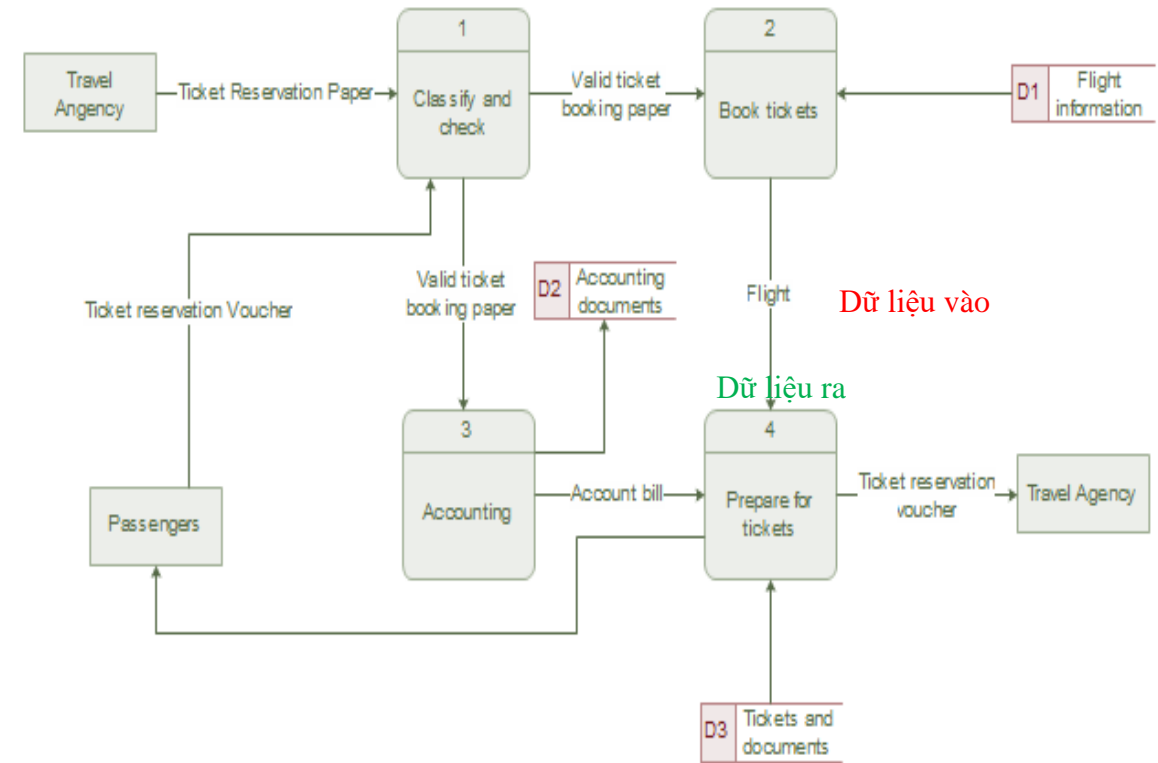 1
Travel
Angency
Ticket Reservation Paper
Classify and
check
Valid ticket
booking paper
2
Book tickets
D1
Flight
information
Ticket reservation Voucher
Valid ticket
booking paper
D2
Accounting
documents
Flight
Dữ liệu vào
Dữ liệu ra
3
Accounting
Account bill
4
Prepare for
tickets
Ticket reservation
voucher
Travel Agency
Passengers
D3
Tickets and
documents